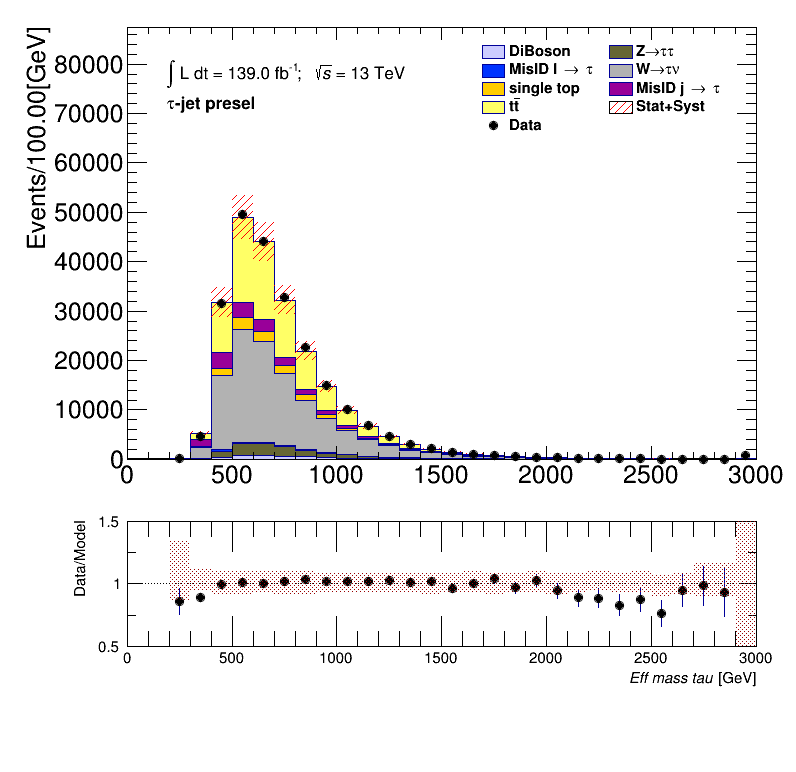 Events/100.00[GeV]
80000
70000
60000
50000
40000
30000
20000
10000
0
∫ L dt = 139.0 fb⁻¹; √s = 13 TeV
τ-jet presel
DiBoson
MisID l → τ
single top
tt̄
Data
Z→ττ
W→τν
MisID j → τ
Stat+Syst
0 500 1000 1500 2000 2500 3000
Data/Model
1.5
1
0.5
0 500 1000 1500 2000 2500 3000
Eff mass tau [GeV]